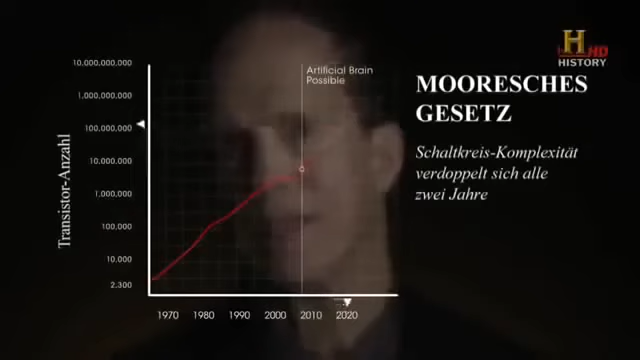 H HD
HISTORY
Artificial Brain
Possible
MOORESCHES
GESETZ
Schaltkreis-Komplexität
verdoppelt sich alle
zwei Jahre
Transistor-Anzahl
10,000,000,000
1,000,000,000
100,000,000
10,000,000
1,000,000
100,000
10.000
2.300
1970 1980 1990 2000 2010 2020